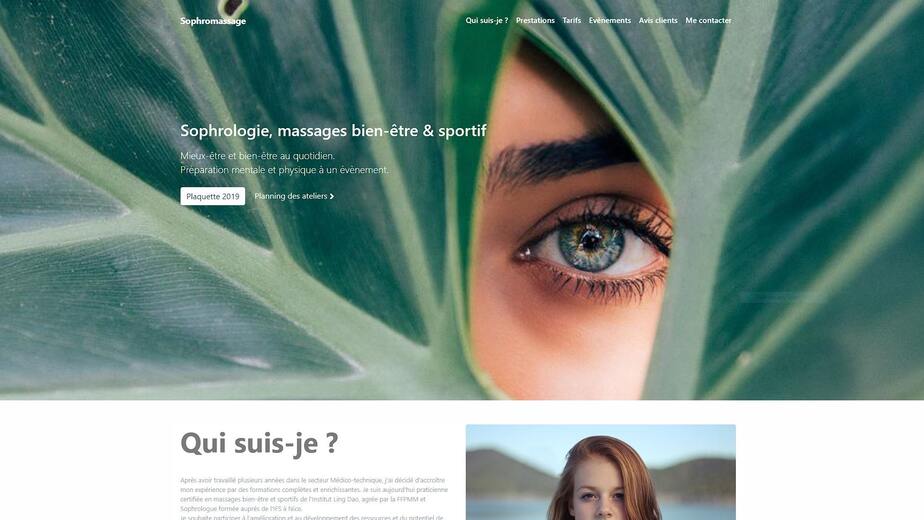 Sophromassage
Qui suis-je ? Prestations Tarifs Evénements Avis clients Me contacter
Sophrologie, massages bien-être & sportif
Mieux-être et bien-être au quotidien.
Préparation mentale et physique à un évènement.
Plaquette 2019 Planning des ateliers
Qui suis-je ?
Après avoir travaillé plusieurs années dans le secteur Médico-technique, j'ai décidé d'accroître
mon expérience par des formations complètes et enrichissantes. Je suis aujourd'hui praticienne
certifiée en massages bien-être et sportifs de l'Institut Ling Dao, agrée par la FFPMM et
Sophrologue formée auprès de l'IFS à Nice.
Je souhaite participer à l'amélioration et au développement des ressources et du potentiel de